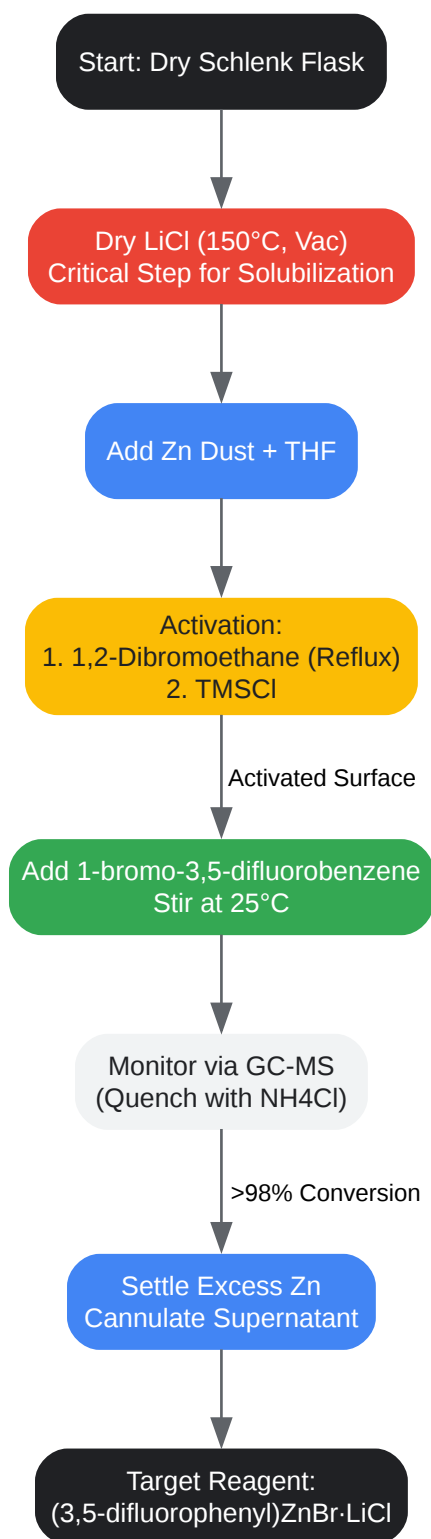 Start: Dry Schlenk Flask
Dry LiCl (150°C, Vac)
Critical Step for Solubilization
Add Zn Dust + THF
Activation:
1. 1,2-Dibromoethane (Reflux)
2. TMSCl
Activated Surface
Add 1-bromo-3,5-difluorobenzene
Stir at 25°C
Monitor via GC-MS
(Quench with NH4Cl)
>98% Conversion
Settle Excess Zn
Cannulate Supernatant
Target Reagent:
(3,5-difluorophenyl)ZnBr·LiCl